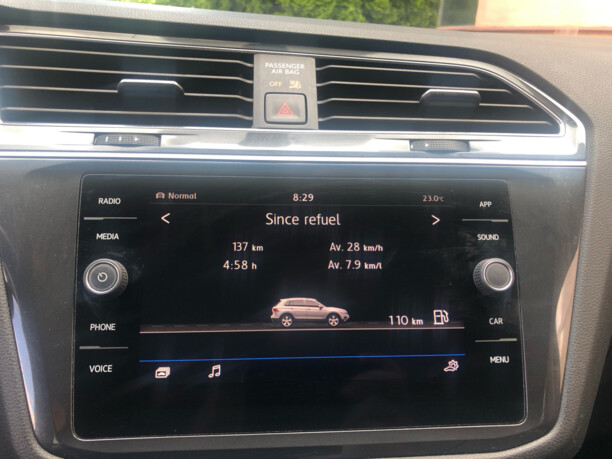 PASSENGER
AIR BAG
OFF
RADIO
Normal
8:29
23.0°C
APP
< Since refuel >
MEDIA
SOUND
137 km
Av. 28 km/h
4:58 h
Av. 7.9 km/l
110 km
PHONE
CAR
VOICE
MENU